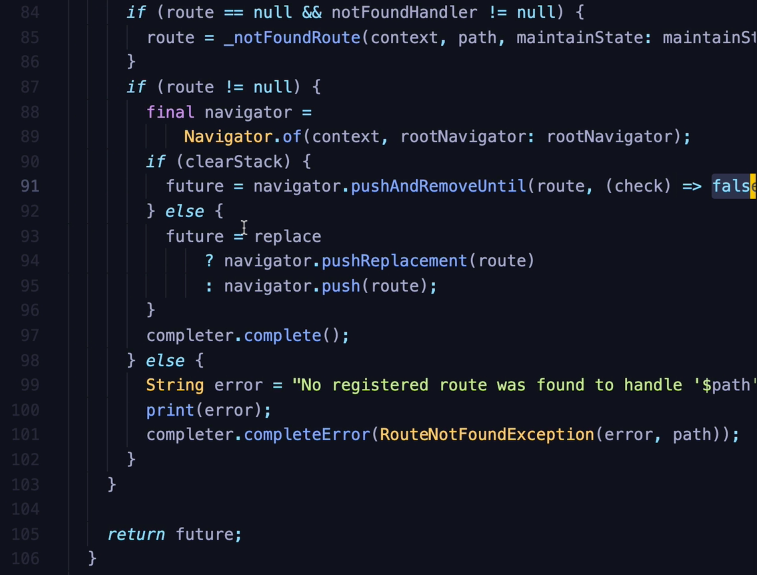 84 if (route == null && notFoundHandler != null) {
85 route = _notFoundRoute(context, path, maintainState: maintainSt
86 }
87 if (route != null) {
88 final navigator =
89 Navigator.of(context, rootNavigator: rootNavigator);
90 if (clearStack) {
91 future = navigator.pushAndRemoveUntil(route, (check) => false
92 } else {
93 future = replace
94 ? navigator.pushReplacement(route)
95 : navigator.push(route);
96 }
97 completer.complete();
98 } else {
99 String error = "No registered route was found to handle '$path'
100 print(error);
101 completer.completeError(RouteNotFoundException(error, path));
102 }
103 }
104
105 return future;
106 }